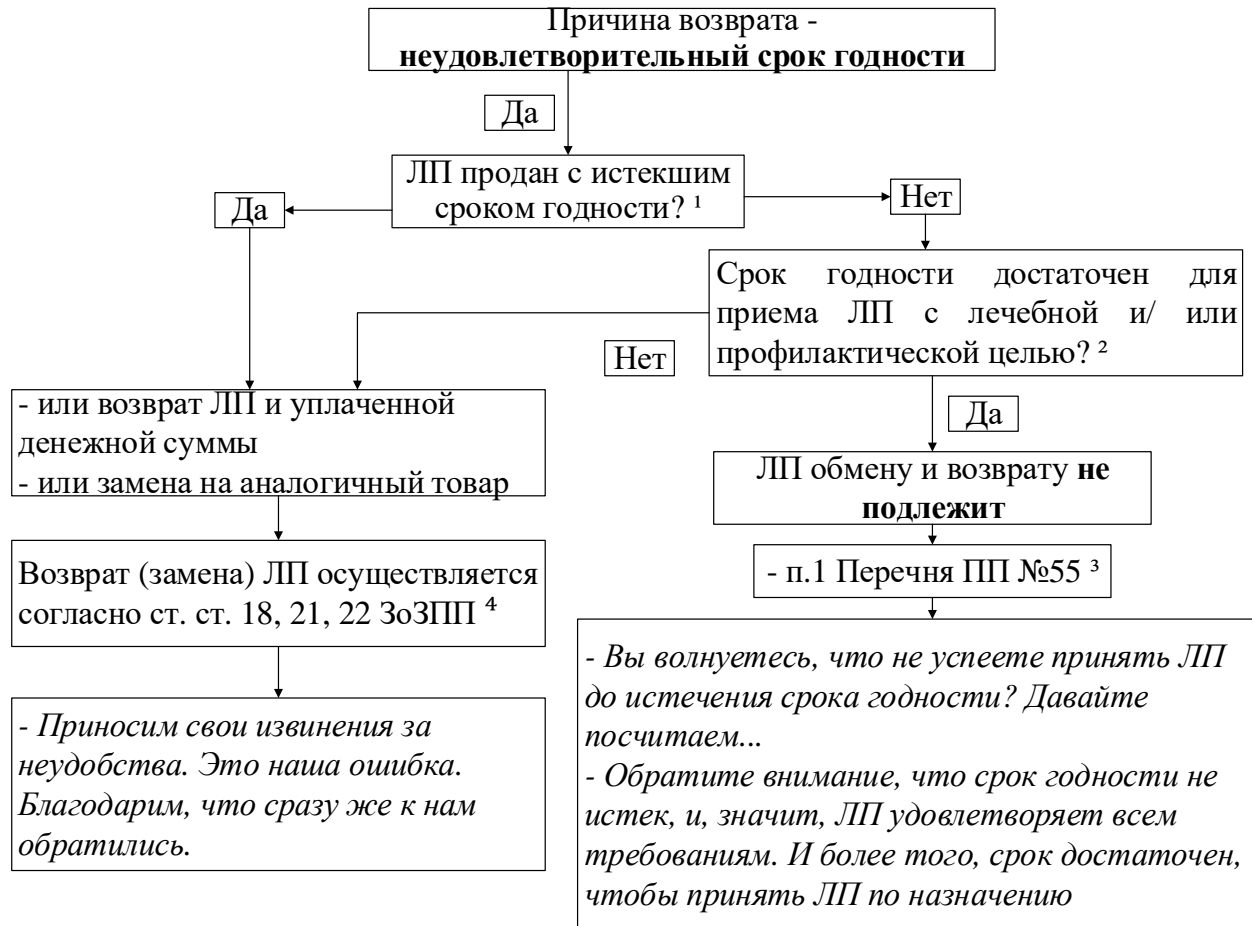 Причина возврата -
неудовлетворительный срок годности
Да
ЛП продан с истекшим
сроком годности? ¹
Да
Нет
Срок годности достаточен для
приема ЛП с лечебной и/ или
профилактической целью? ²
Нет
- или возврат ЛП и уплаченной
денежной суммы
- или замена на аналогичный товар
Да
ЛП обмену и возврату не
подлежит
Возврат (замена) ЛП осуществляется
согласно ст. ст. 18, 21, 22 ЗоЗПП ⁴
- п.1 Перечня ПП №55 ³
- Приносим свои извинения за
неудобства. Это наша ошибка.
Благодарим, что сразу же к нам
обратились.
- Вы волнуетесь, что не успеете принять ЛП
до истечения срока годности? Давайте
посчитаем...
- Обратите внимание, что срок годности не
истек, и, значит, ЛП удовлетворяет всем
требованиям. И более того, срок достаточен,
чтобы принять ЛП по назначению